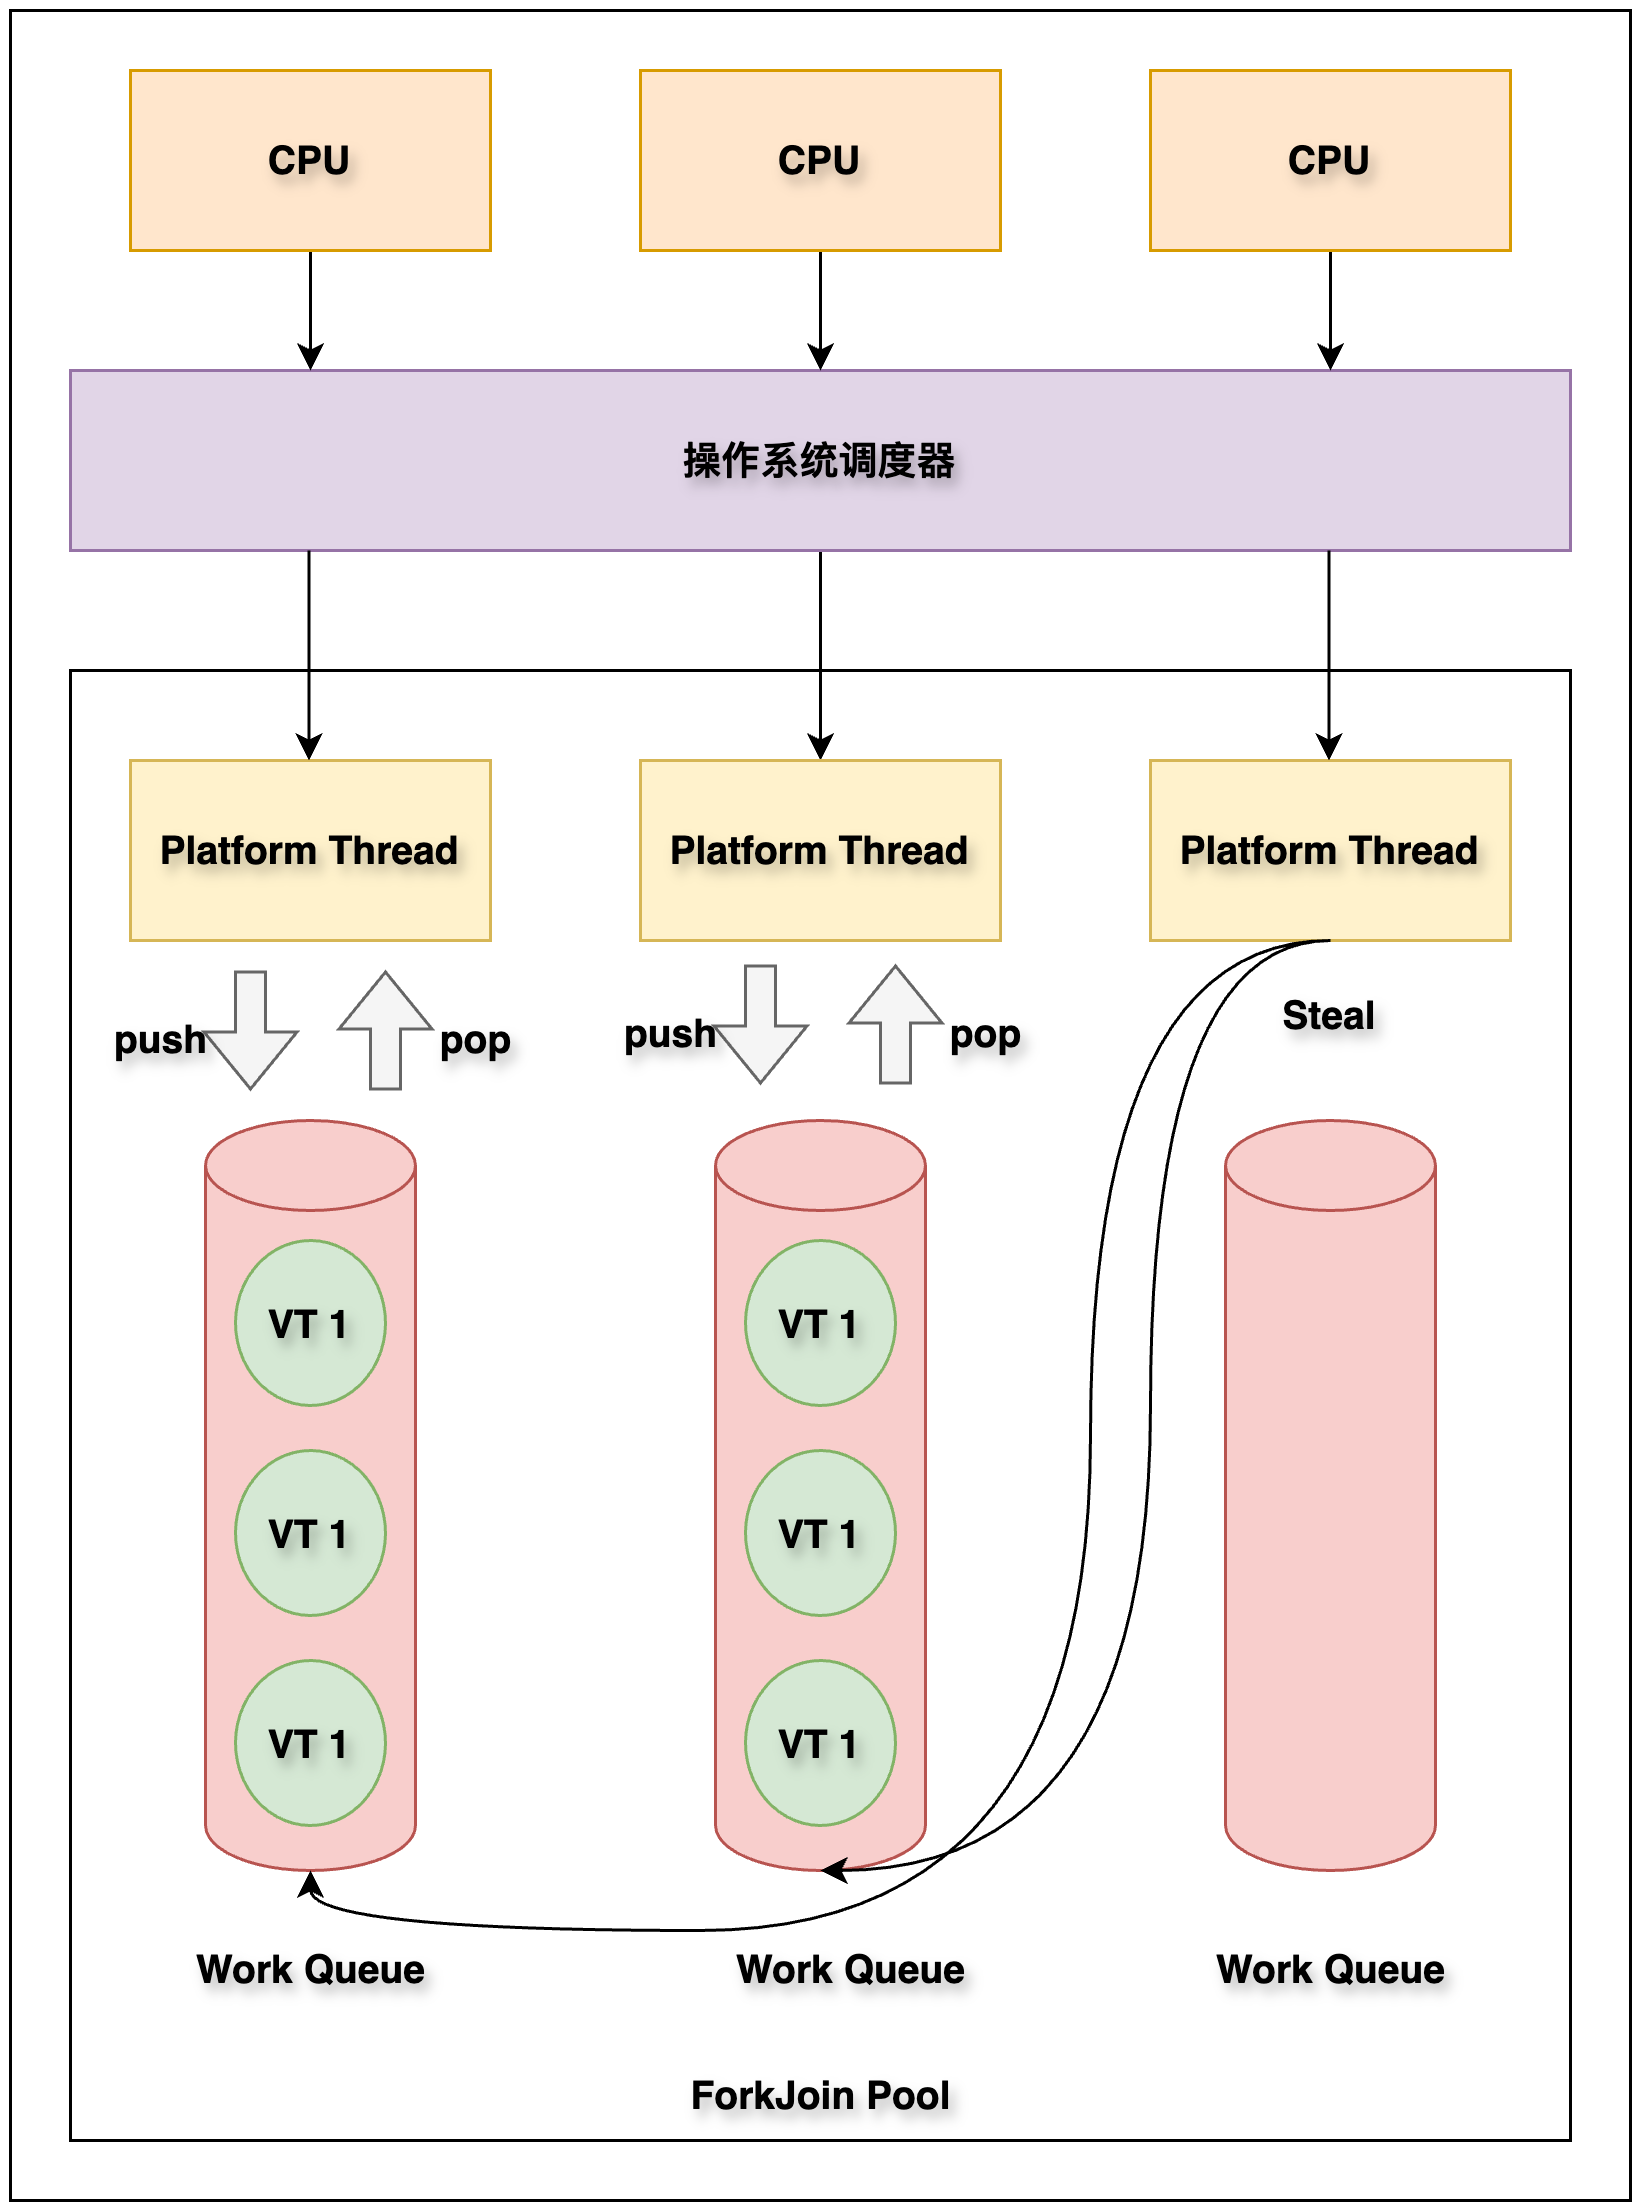 CPU
CPU
CPU
操作系统调度器
Platform Thread
Platform Thread
Platform Thread
push
pop
push
pop
Steal
VT 1
VT 1
VT 1
VT 1
VT 1
VT 1
Work Queue
Work Queue
Work Queue
ForkJoin Pool